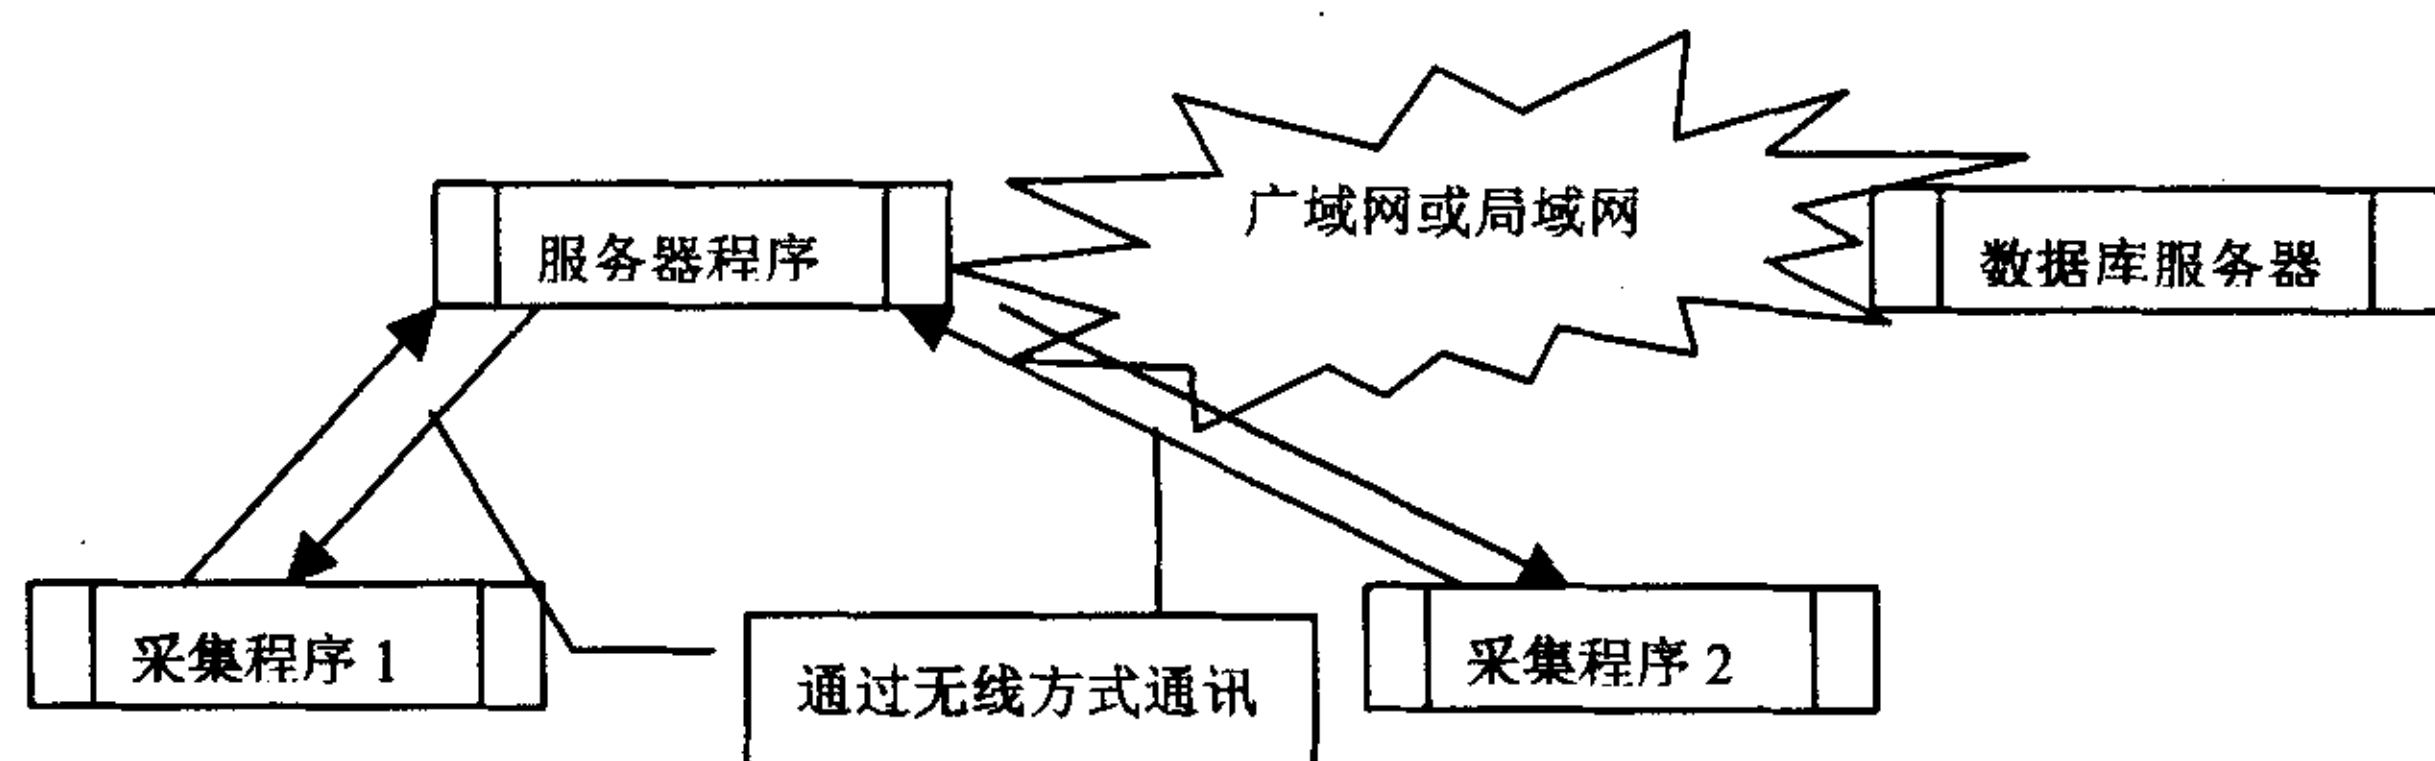 广域网或局域网
服务器程序
数据库服务器
采集程序 1
通过无线方式通讯
采集程序 2